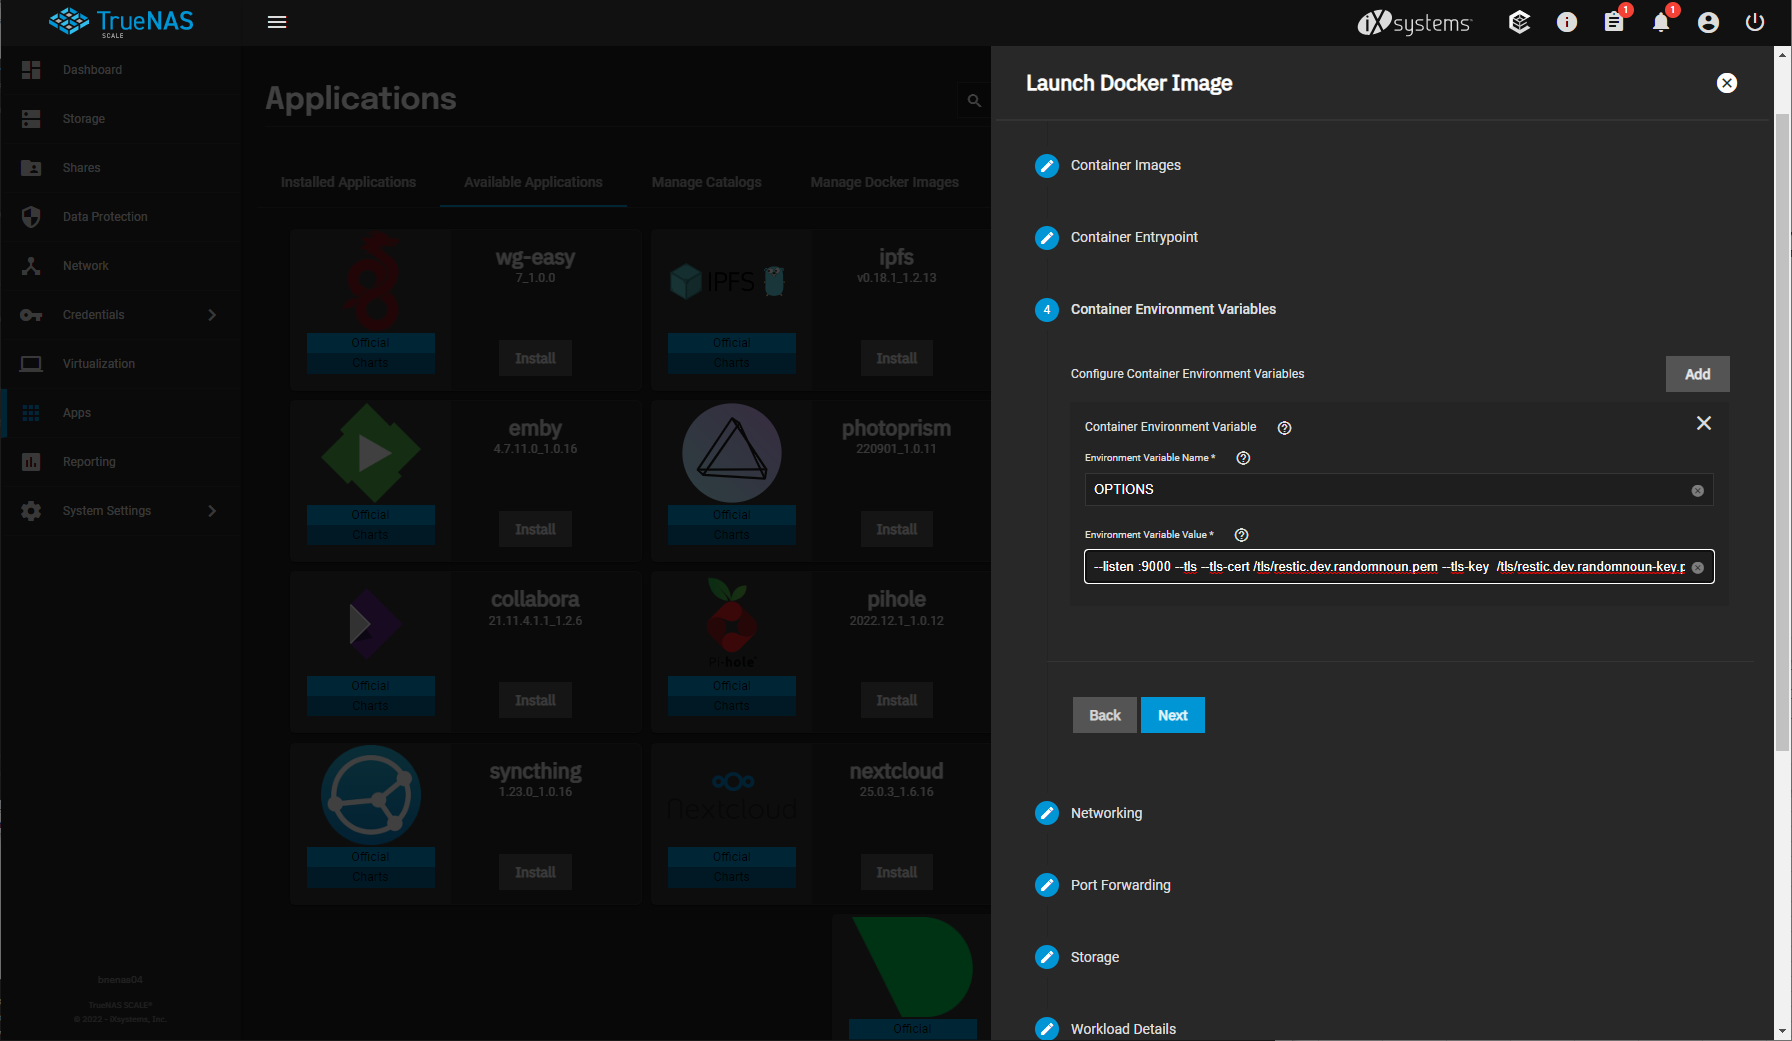 TrueNAS
SCALE
iXsystems
1
1
Dashboard
Storage
Shares
Data Protection
Network
Credentials
Virtualization
Apps
Reporting
System Settings
bnenas04
TrueNAS SCALE®
© 2022 - iXsystems, Inc.
Applications
Installed Applications
Available Applications
Manage Catalogs
Manage Docker Images
wg-easy
7_1.0.0
Official
Charts
Install
IPFS
ipfs
v0.18.1_1.2.13
Official
Charts
Install
emby
4.7.11.0_1.0.16
Official
Charts
Install
photoprism
220901_1.0.11
Official
Charts
Install
collabora
21.11.4.1.1_1.2.6
Official
Charts
Install
Pi-hole
pihole
2022.12.1_1.0.12
Official
Charts
Install
syncthing
1.23.0_1.0.16
Official
Charts
Install
Nextcloud
nextcloud
25.0.3_1.6.16
Official
Charts
Install
Official
Launch Docker Image
Container Images
Container Entrypoint
4
Container Environment Variables
Configure Container Environment Variables
Add
Container Environment Variable
Environment Variable Name *
OPTIONS
Environment Variable Value *
--listen :9000 --tls --tls-cert /tls/restic.dev.randomnoun.pem --tls-key  /tls/restic.dev.randomnoun-key.p
Back
Next
Networking
Port Forwarding
Storage
Workload Details